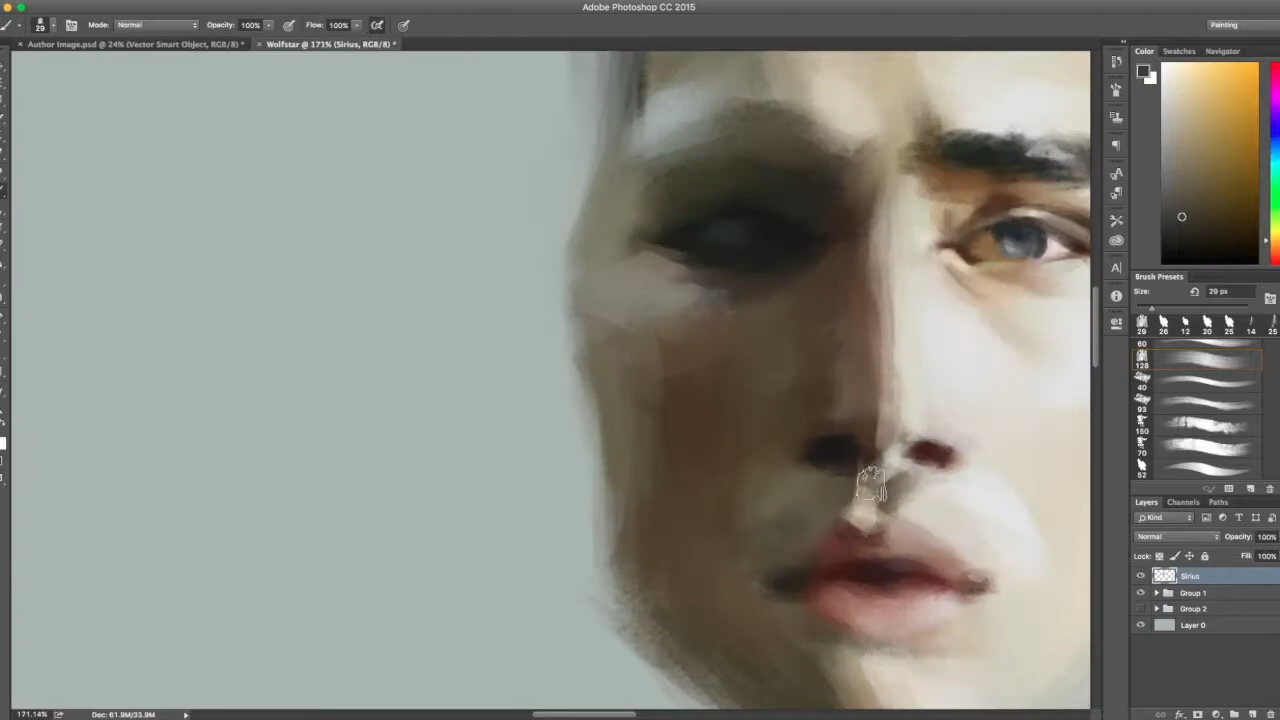 Adobe Photoshop CC 2015
29 Mode: Normal Opacity: 100% Flow: 100% Painting
× Author Image.psd @ 24% (Vector Smart Object, RGB/8) * × Wolfstar @ 171% (Sirius, RGB/8) *
Color Swatches Navigator
Brush Presets
Size: 29 px
29 26 12 20 25 14 25
60
128
40
93
150
70
52
Layers Channels Paths
Kind
Normal Opacity: 100%
Lock: Fill: 100%
Sirius
Group 1
Group 2
Layer 0
171.14% Doc: 61.9M/33.9M